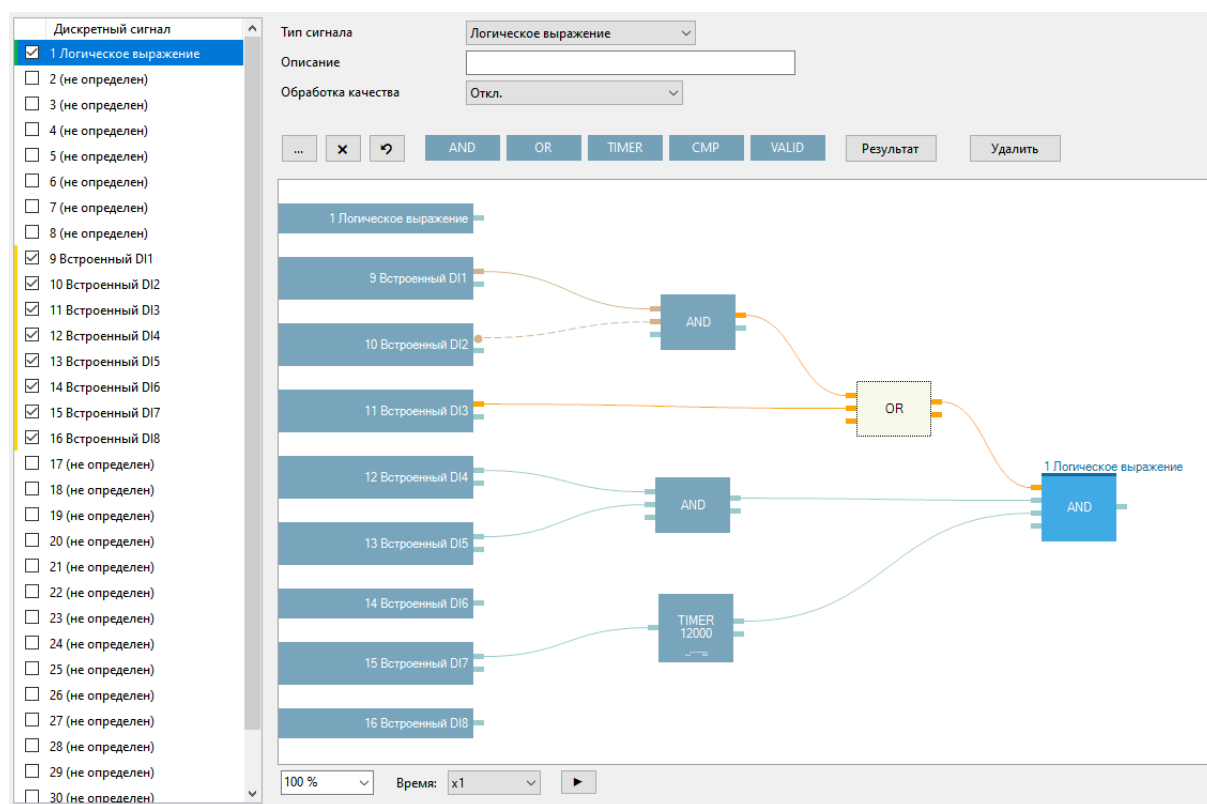 Дискретный сигнал
1 Логическое выражение
2 (не определен)
3 (не определен)
4 (не определен)
5 (не определен)
6 (не определен)
7 (не определен)
8 (не определен)
9 Встроенный DI1
10 Встроенный DI2
11 Встроенный DI3
12 Встроенный DI4
13 Встроенный DI5
14 Встроенный DI6
15 Встроенный DI7
16 Встроенный DI8
17 (не определен)
18 (не определен)
19 (не определен)
20 (не определен)
21 (не определен)
22 (не определен)
23 (не определен)
24 (не определен)
25 (не определен)
26 (не определен)
27 (не определен)
28 (не определен)
29 (не определен)
30 (не определен)
Тип сигнала
Логическое выражение
Описание
Обработка качества
Откл.
... AND OR TIMER CMP VALID Результат Удалить
1 Логическое выражение
9 Встроенный DI1
AND
10 Встроенный DI2
11 Встроенный DI3
OR
12 Встроенный DI4
1 Логическое выражение
AND
AND
13 Встроенный DI5
14 Встроенный DI6
TIMER
12000
15 Встроенный DI7
16 Встроенный DI8
100 %
Время: x1